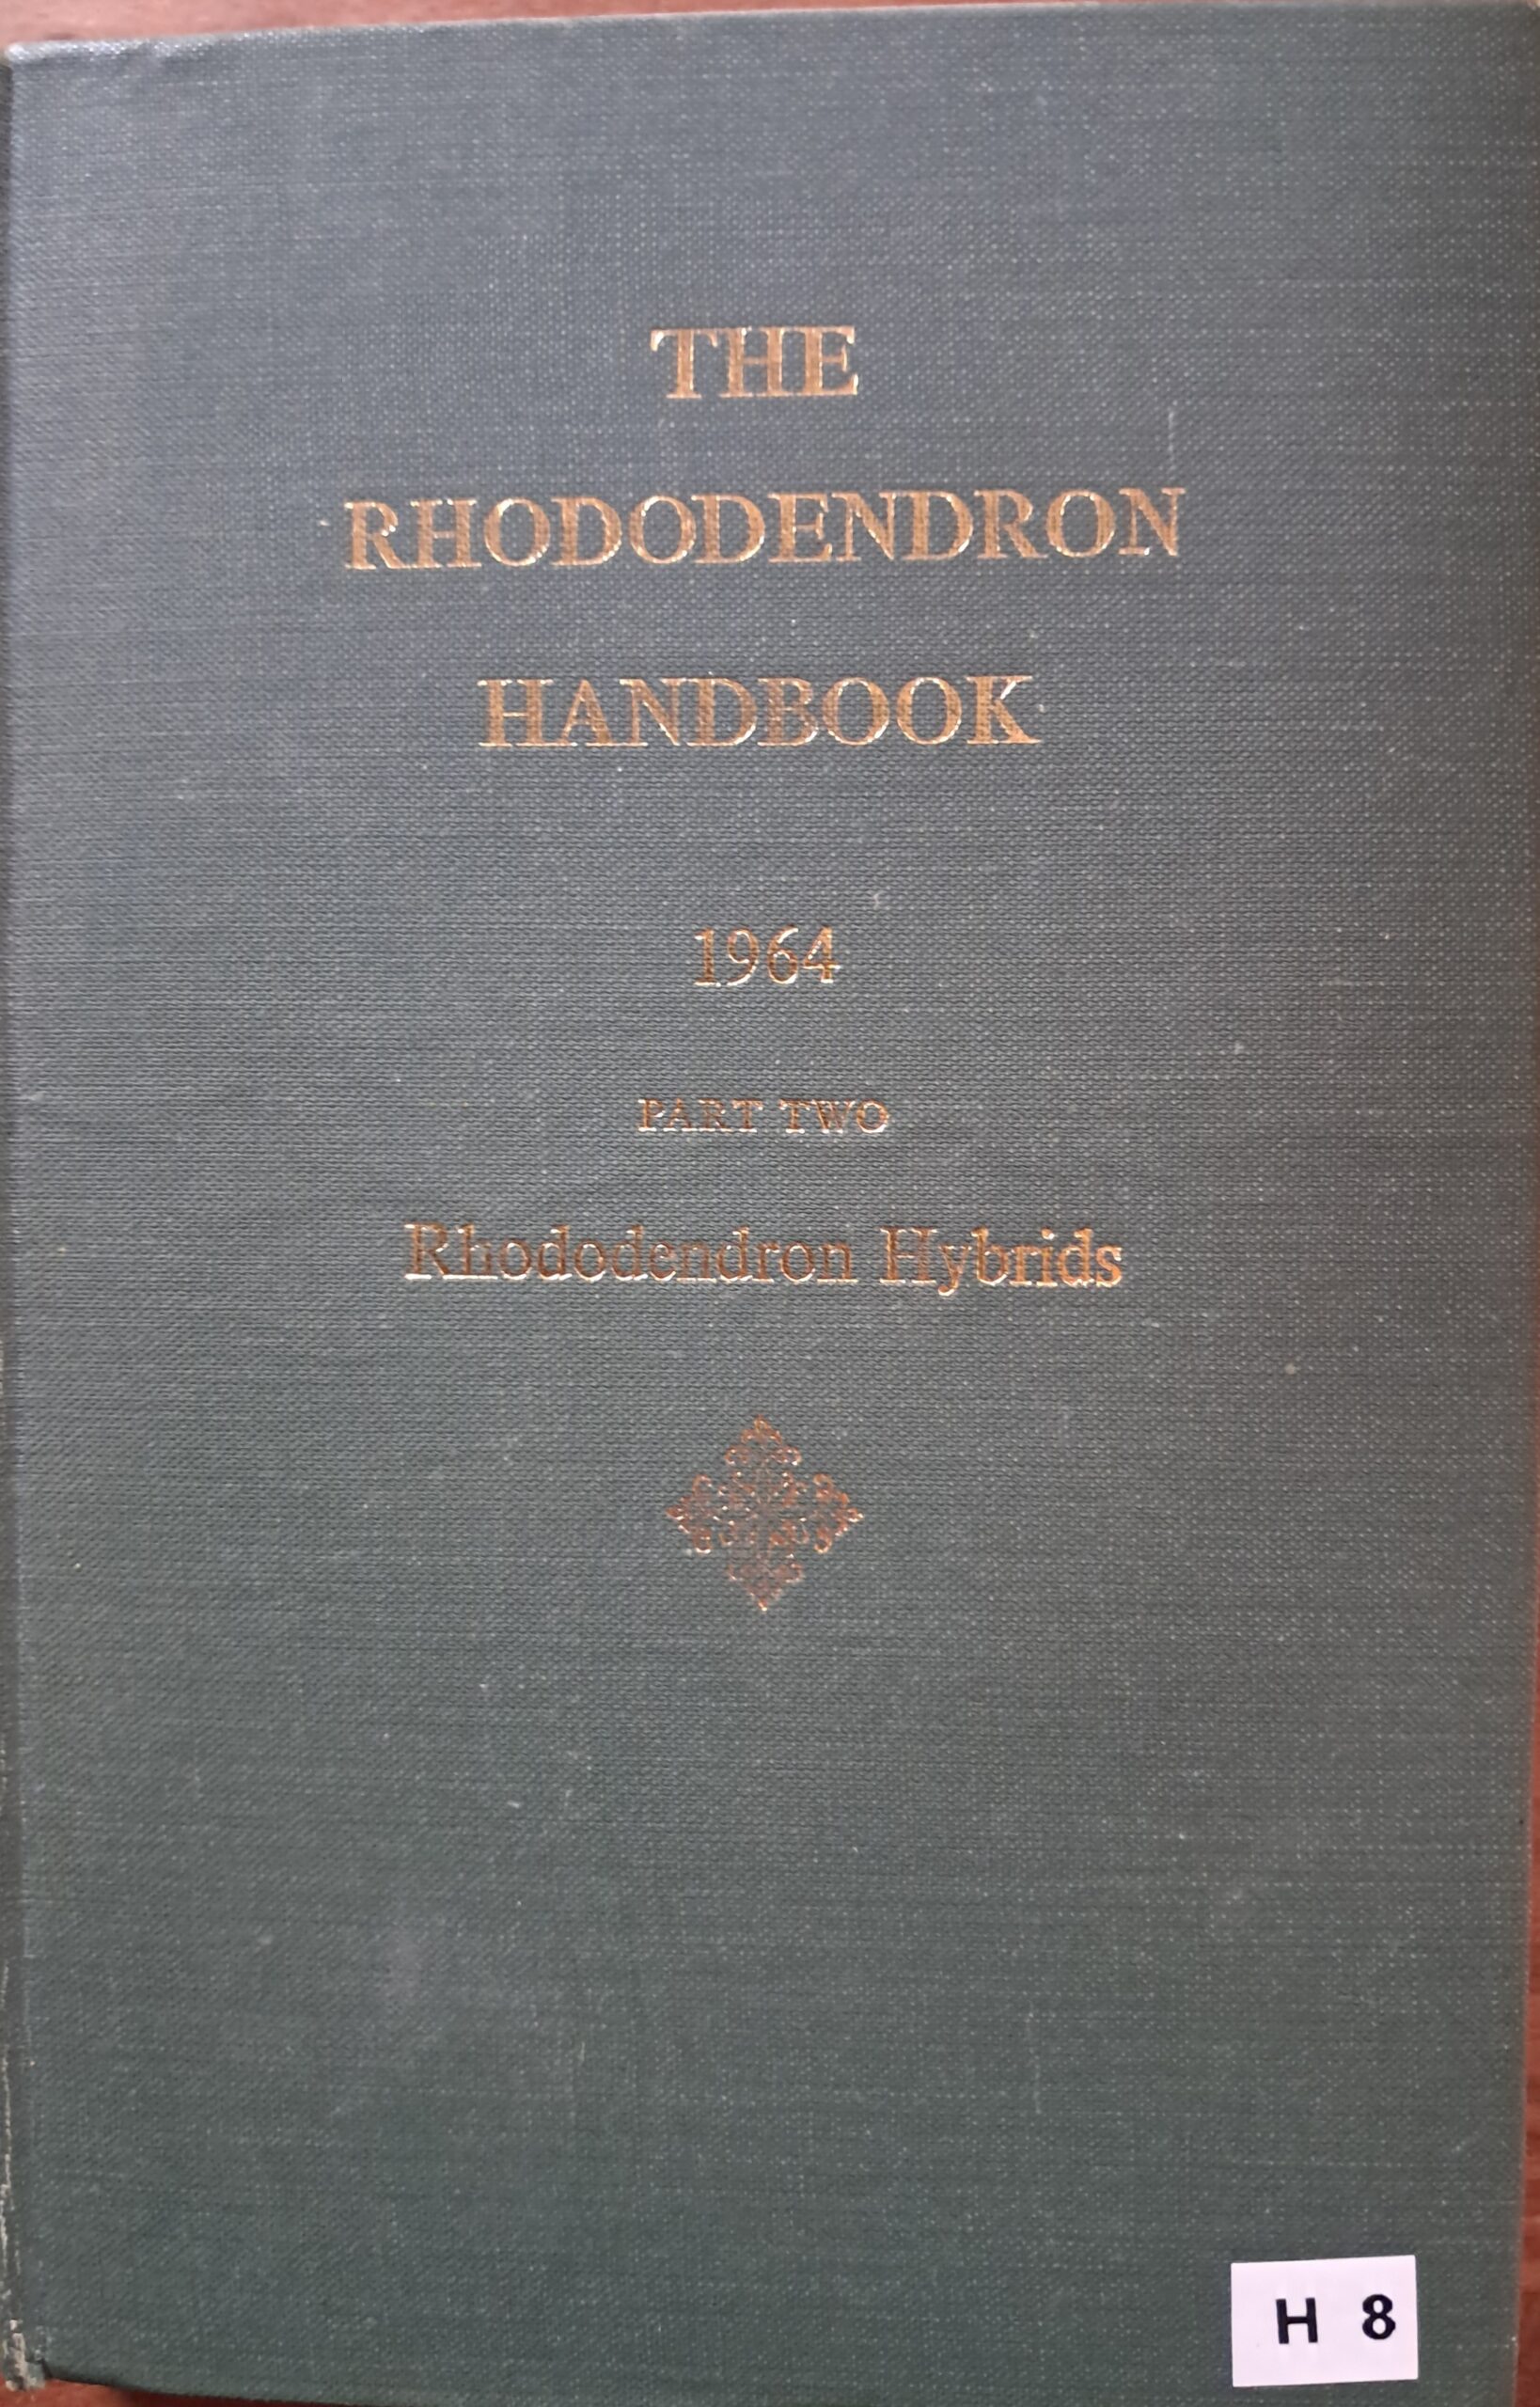 THE
RHODODENDRON
HANDBOOK
1964
PART TWO
Rhododendron Hybrids
H 8